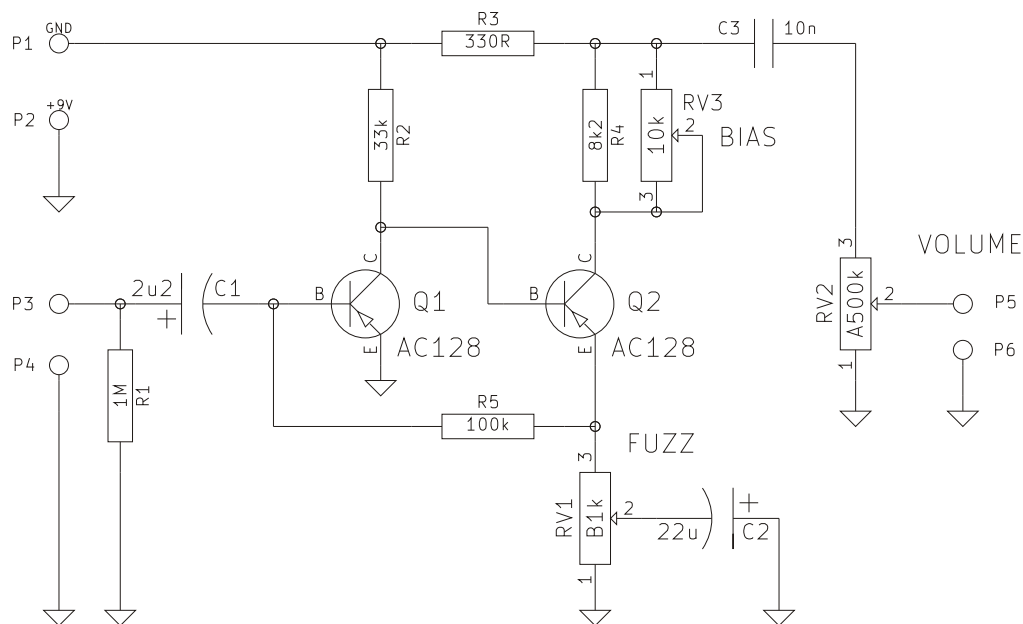 GND
P1
R3
330R
C3
10n
+9V
P2
33k
R2
8k2
R4
1
10k
3
RV3
2
BIAS
VOLUME
C
B
E
Q1
AC128
C
B
E
Q2
AC128
P3
2u2
+
C1
P4
1M
R1
3
RV2
A500k
2
1
P5
P6
R5
100k
FUZZ
3
RV1
B1k
2
1
22u
+
C2